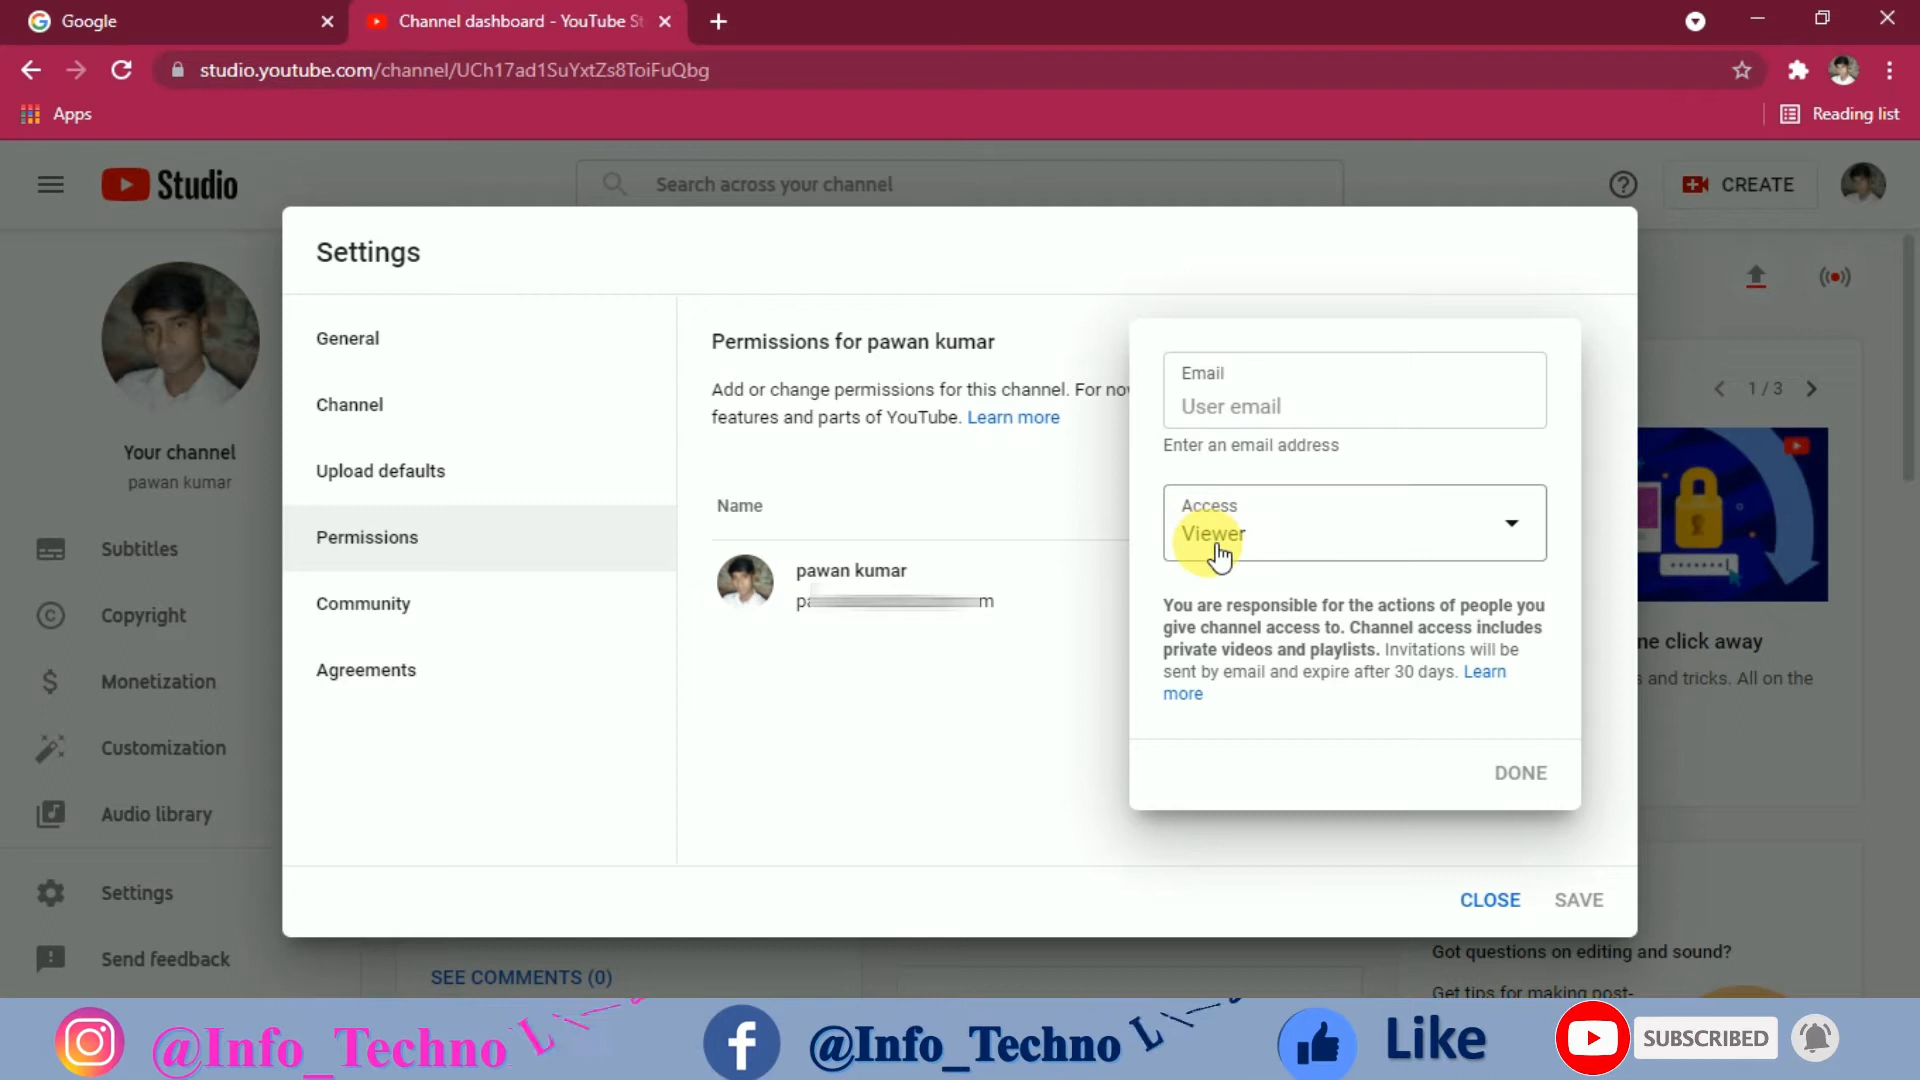 Google
Channel dashboard - YouTube St
studio.youtube.com/channel/UCh17ad1SuYxtZs8ToiFuQbg
Apps
Reading list
Studio
Search across your channel
CREATE
Settings
General
Channel
Upload defaults
Permissions
Community
Agreements
Permissions for pawan kumar
Add or change permissions for this channel. For nov
features and parts of YouTube. Learn more
Name
pawan kumar
Email
User email
Enter an email address
Access
Viewer
You are responsible for the actions of people you
give channel access to. Channel access includes
private videos and playlists. Invitations will be
sent by email and expire after 30 days. Learn
more
DONE
CLOSE
SAVE
Your channel
pawan kumar
Subtitles
Copyright
Monetization
Customization
Audio library
Settings
Send feedback
1 / 3
ne click away
s and tricks. All on the
SEE COMMENTS (0)
Got questions on editing and sound?
Get tips for making post-
@Info_Techno
@Info_Techno
Like
SUBSCRIBED